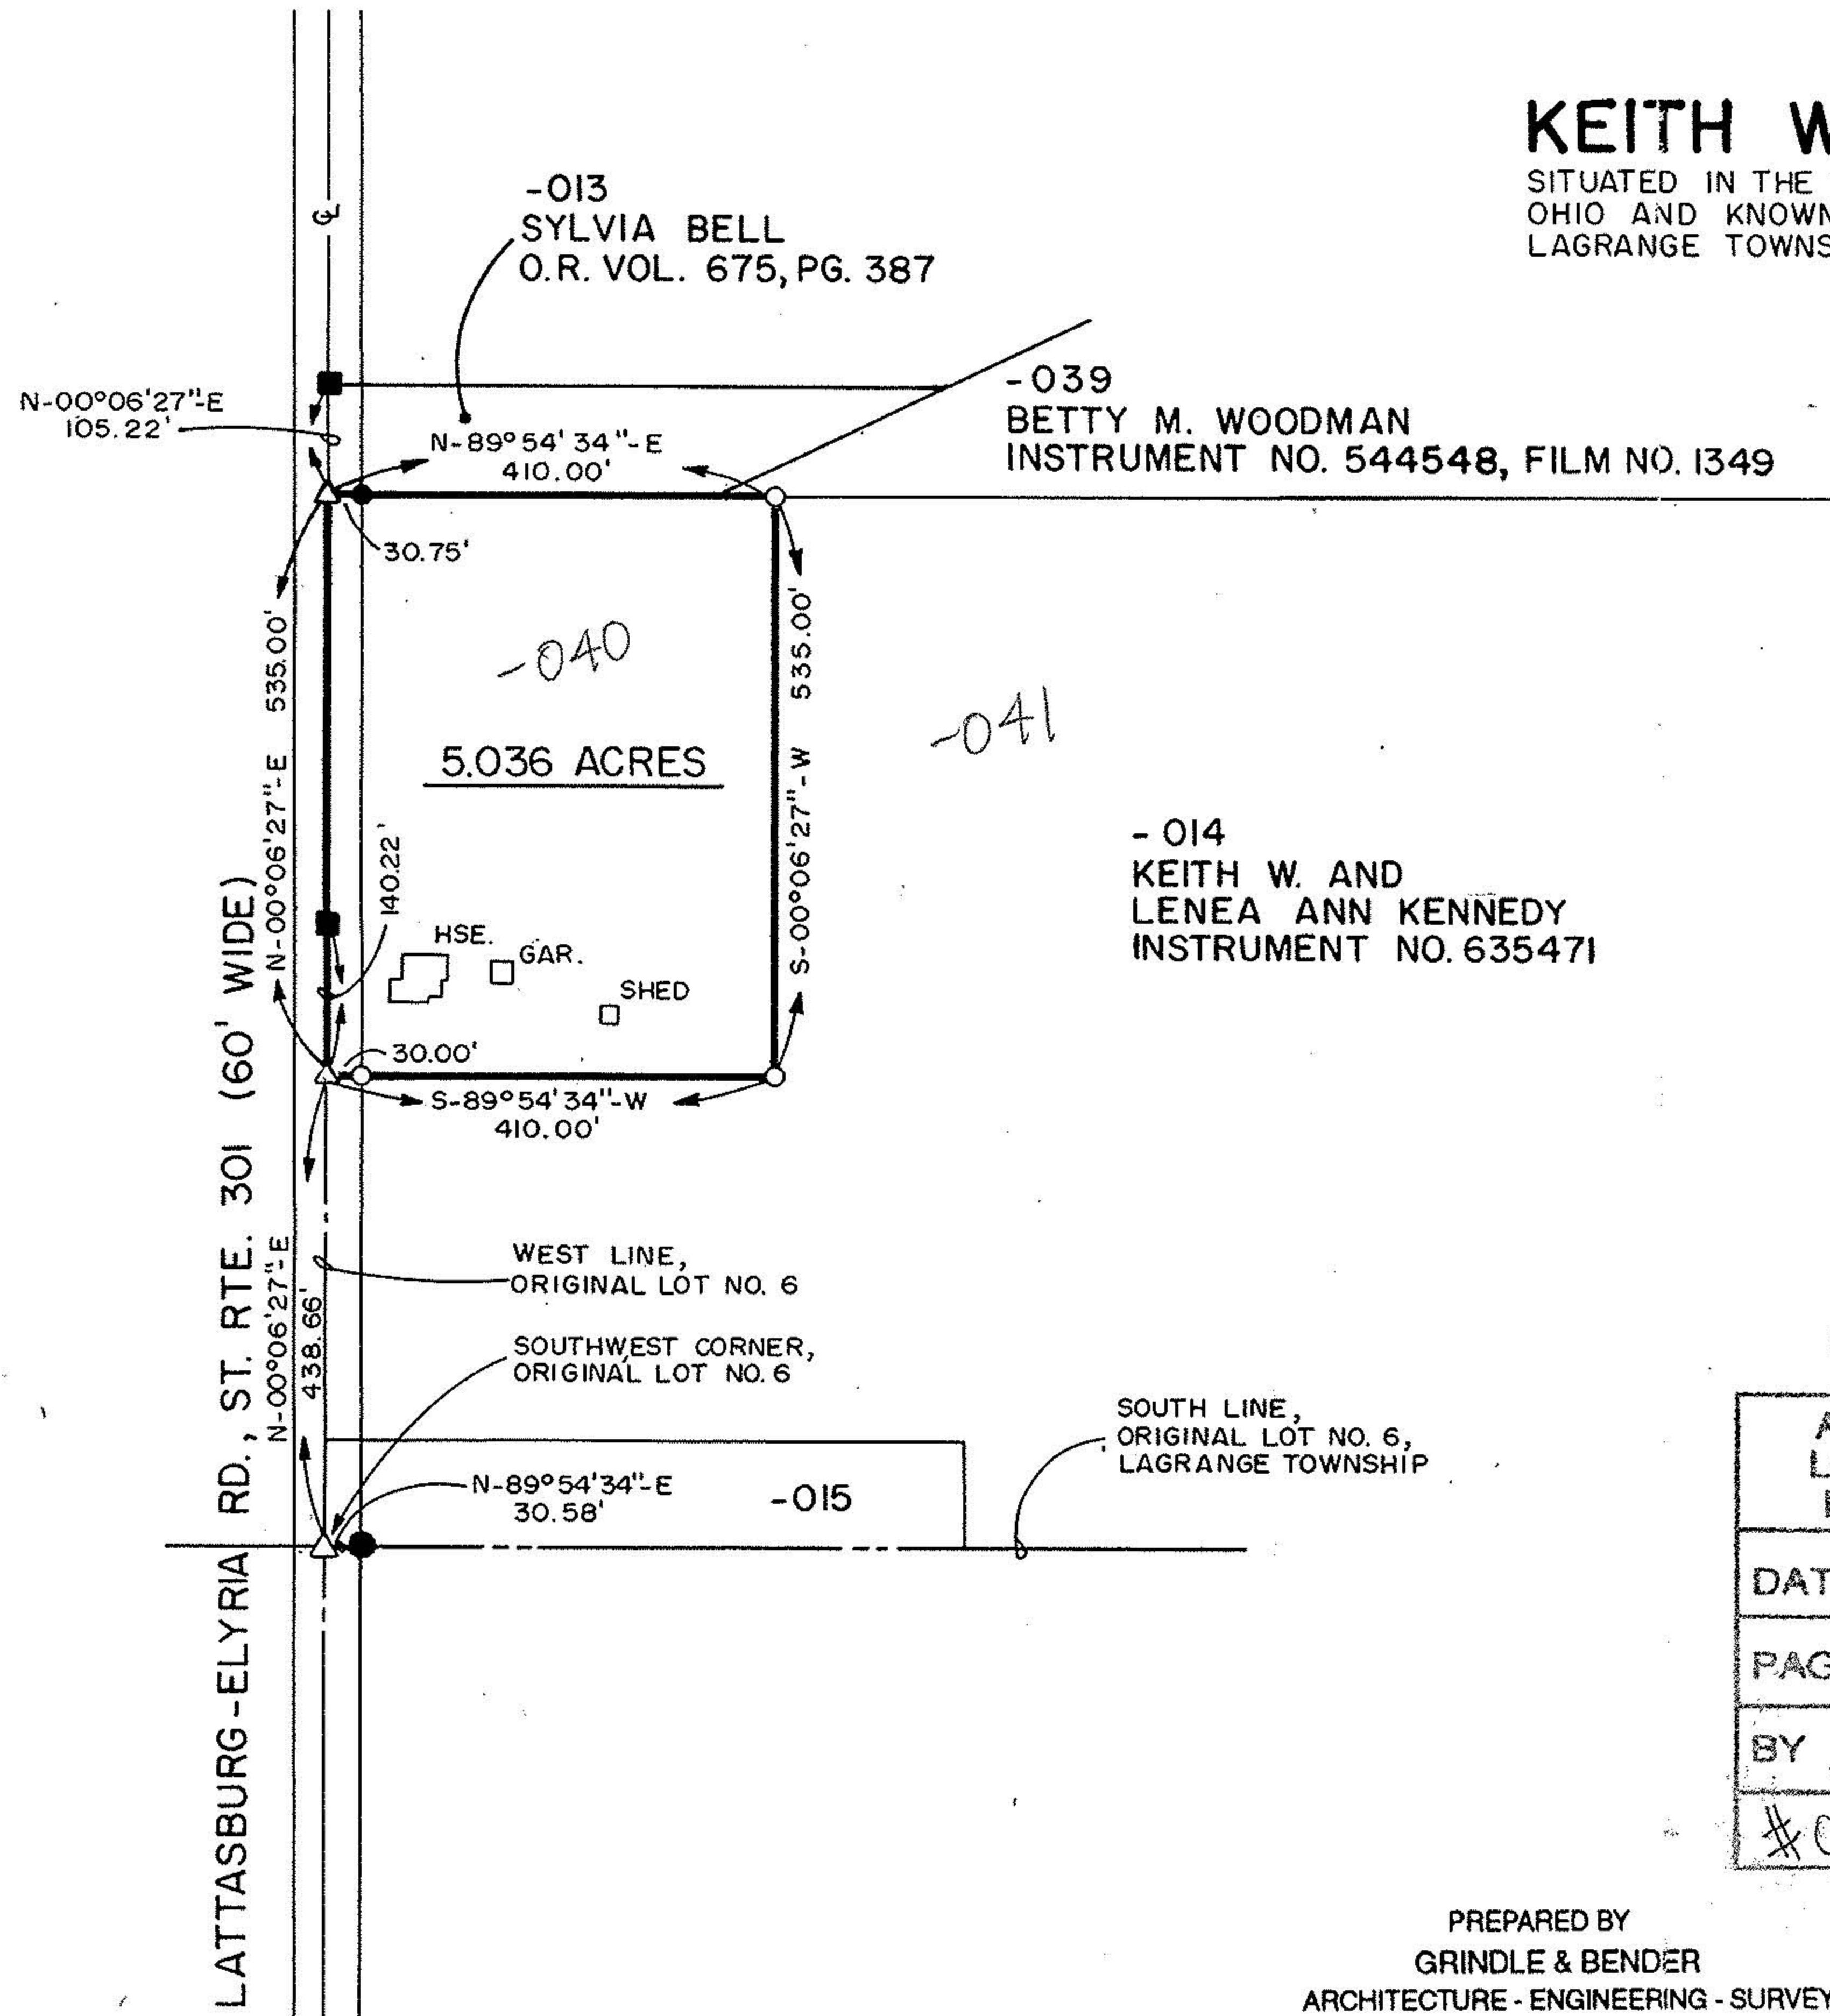 KEITH W
SITUATED IN THE
OHIO AND KNOWN
LAGRANGE TOWNS
-013
SYLVIA BELL
O.R. VOL. 675, PG. 387
℄
-039
BETTY M. WOODMAN
INSTRUMENT NO. 544548, FILM NO. 1349
N-00°06'27"-E
105.22'
N-89°54'34"-E
410.00'
30.75'
-040
5.036 ACRES
N-00°06'27"-E 535.00'
S-00°06'27"-W 535.00'
-041
140.22'
HSE.
GAR.
SHED
-014
KEITH W. AND
LENEA ANN KENNEDY
INSTRUMENT NO. 635471
30.00'
S-89°54'34"-W
410.00'
LATTASBURG-ELYRIA RD., ST. RTE. 301 (60' WIDE)
N-00°06'27"-E
438.66'
WEST LINE,
ORIGINAL LOT NO. 6
SOUTHWEST CORNER,
ORIGINAL LOT NO. 6
SOUTH LINE,
ORIGINAL LOT NO. 6,
LAGRANGE TOWNSHIP
N-89°54'34"-E
30.58'
-015
DAT
PAG
BY
PREPARED BY
GRINDLE & BENDER
ARCHITECTURE - ENGINEERING - SURVEY